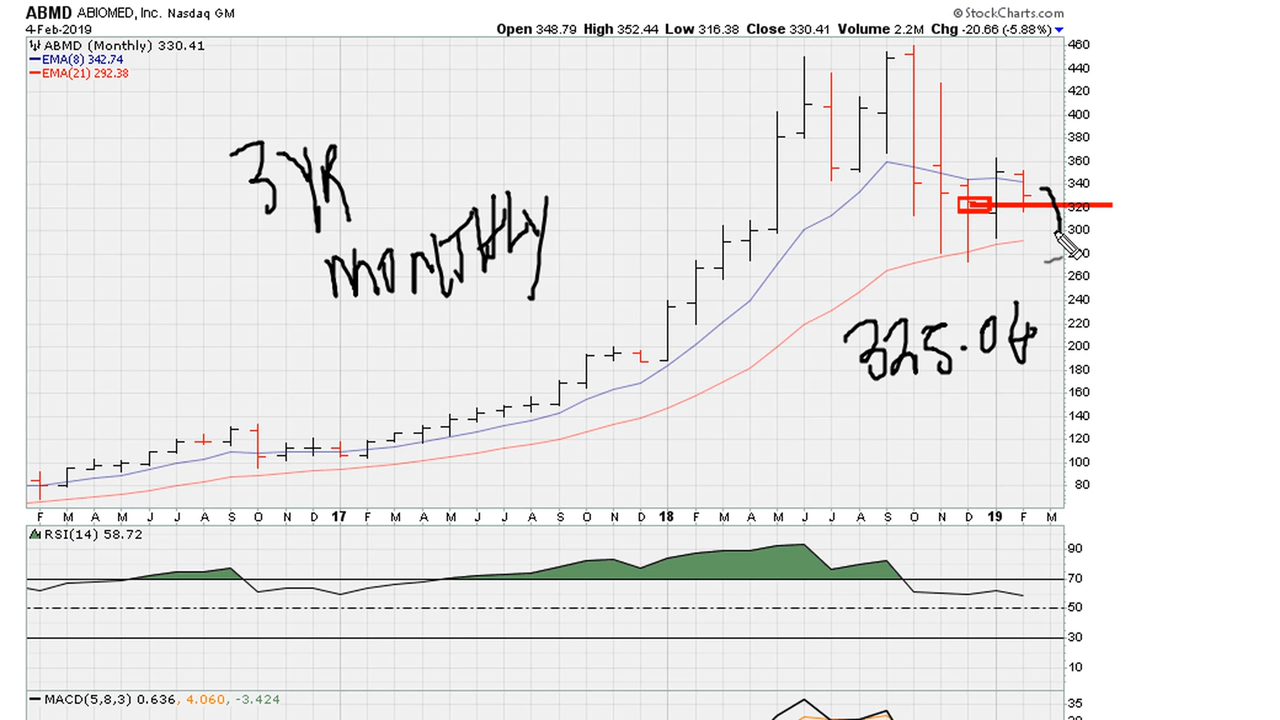 ABMD ABIOMED, Inc. Nasdaq GM
© StockCharts.com
4-Feb-2019
Open 348.79 High 352.44 Low 316.38 Close 330.41 Volume 2.2M Chg -20.66 (-5.88%)
ABMD (Monthly) 330.41
EMA(8) 342.74
EMA(21) 292.38
3 YR
MONTHLY
325.04
460
440
420
400
380
360
340
320
300
280
260
240
220
200
180
160
140
120
100
80
F M A M J J A S O N D 17 F M A M J J A S O N D 18 F M A M J J A S O N D 19 F M
RSI(14) 58.72
90
70
50
30
10
MACD(5,8,3) 0.636, 4.060, -3.424
35